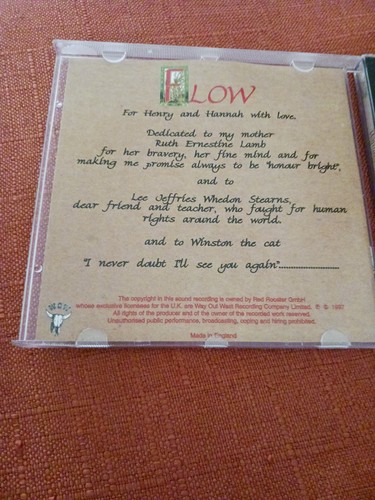 FLOW
For Henry and Hannah with love.
Dedicated to my mother
Ruth Ernestine Lamb
for her bravery, her fine mind and for
making me promise always to be "honour bright",
and to
Lee Jeffries Whedon Stearns,
dear friend and teacher, who fought for human
rights around the world.
and to Winston the cat
"I never doubt I'll see you again"
The copyright in this sound recording is owned by Red Rooster GmbH
whose exclusive licensees for the U.K. are Way Out West Recording Company Limited. ℗ ©
All rights of the producer and of the owner of the recorded work reserved.
Unauthorised public performance, broadcasting, coping and hiring prohibited.
Made in England